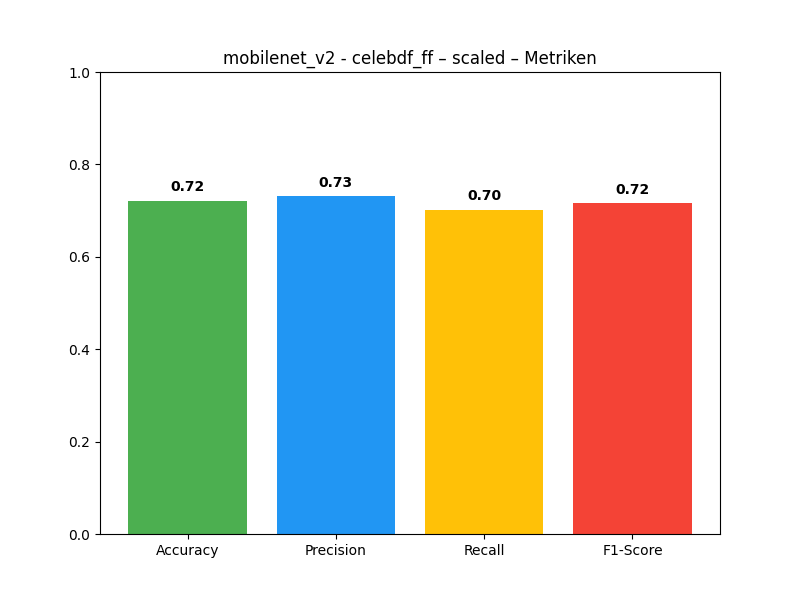 mobilenet_v2 - celebdf_ff – scaled – Metriken
1.0
0.8
0.6
0.4
0.2
0.0
0.72
0.73
0.70
0.72
Accuracy
Precision
Recall
F1-Score